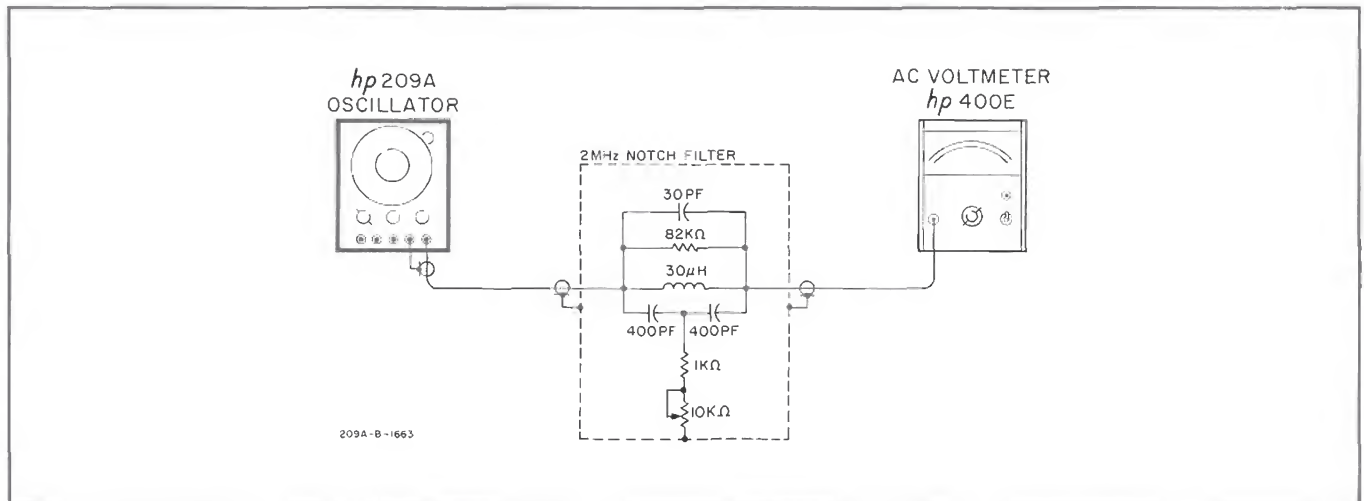 hp 209A
OSCILLATOR
AC VOLTMETER
hp 400E
2MHz NOTCH FILTER
30PF
82KΩ
30µH
400PF 400PF
1KΩ
10KΩ
209A-B-1663